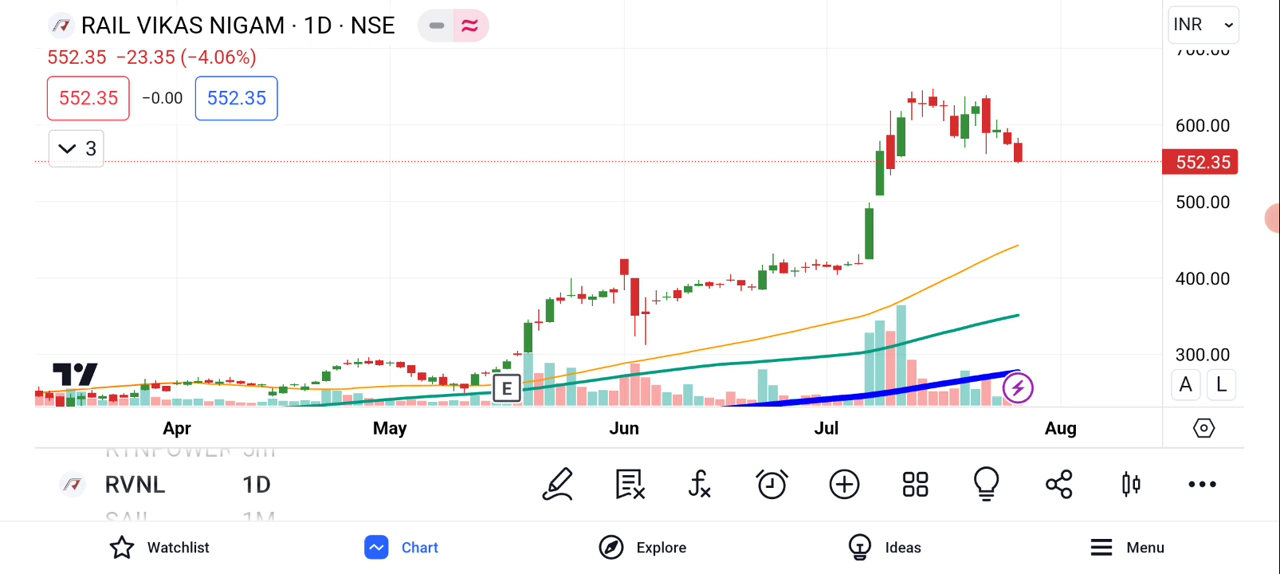 RAIL VIKAS NIGAM · 1D · NSE
INR
552.35 −23.35 (−4.06%)
700.00
552.35 −0.00 552.35
3
600.00
552.35
500.00
400.00
300.00
E
A L
Apr May Jun Jul Aug
RVNL 1D
SAIL 1M
Watchlist Chart Explore Ideas Menu